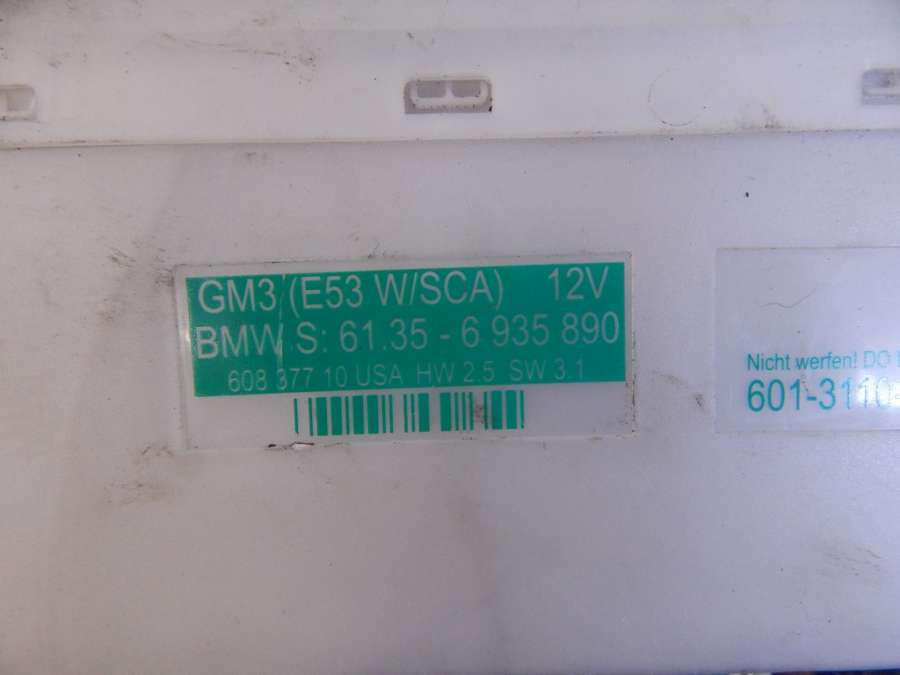 GM3 (E53 W/SCA) 12V
BMW S: 61.35 - 6 935 890
608 377 10 USA HW 2.5 SW 3.1
Nicht werfen! DO
601-3110-